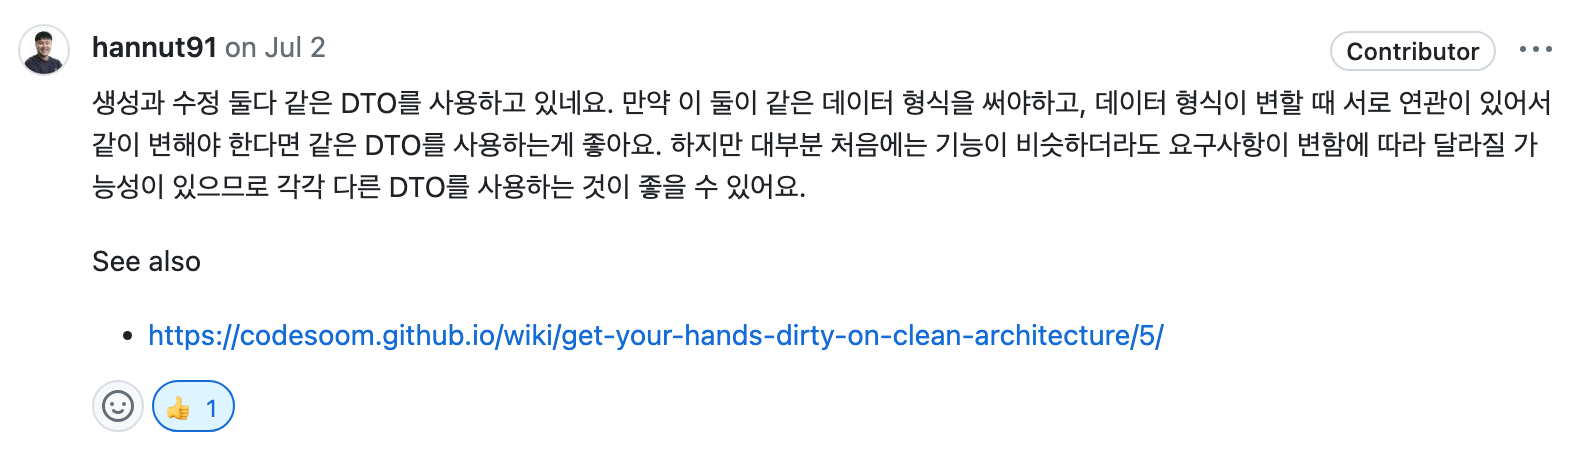 hannut91 on Jul 2
Contributor
생성과 수정 둘다 같은 DTO를 사용하고 있네요. 만약 이 둘이 같은 데이터 형식을 써야하고, 데이터 형식이 변할 때 서로 연관이 있어서
같이 변해야 한다면 같은 DTO를 사용하는게 좋아요. 하지만 대부분 처음에는 기능이 비슷하더라도 요구사항이 변함에 따라 달라질 가
능성이 있으므로 각각 다른 DTO를 사용하는 것이 좋을 수 있어요.
See also
• https://codesoom.github.io/wiki/get-your-hands-dirty-on-clean-architecture/5/
👍 1